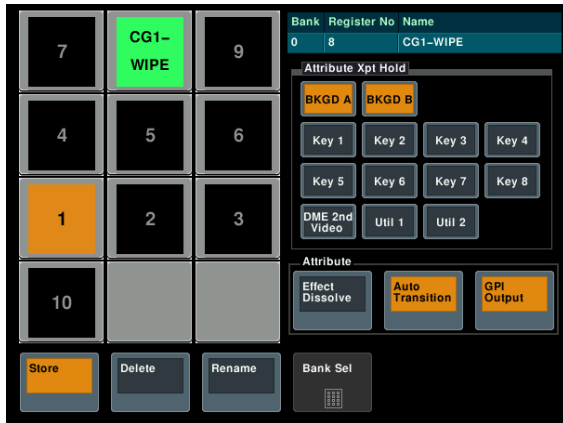 7
CG1–
WIPE
9
4
5
6
1
2
3
10
Store
Delete
Rename
Bank Sel
Bank Register No Name
0 8 CG1–WIPE
Attribute Xpt Hold
BKGD A BKGD B
Key 1 Key 2 Key 3 Key 4
Key 5 Key 6 Key 7 Key 8
DME 2nd
Video
Util 1 Util 2
Attribute
Effect
Dissolve
Auto
Transition
GPI
Output